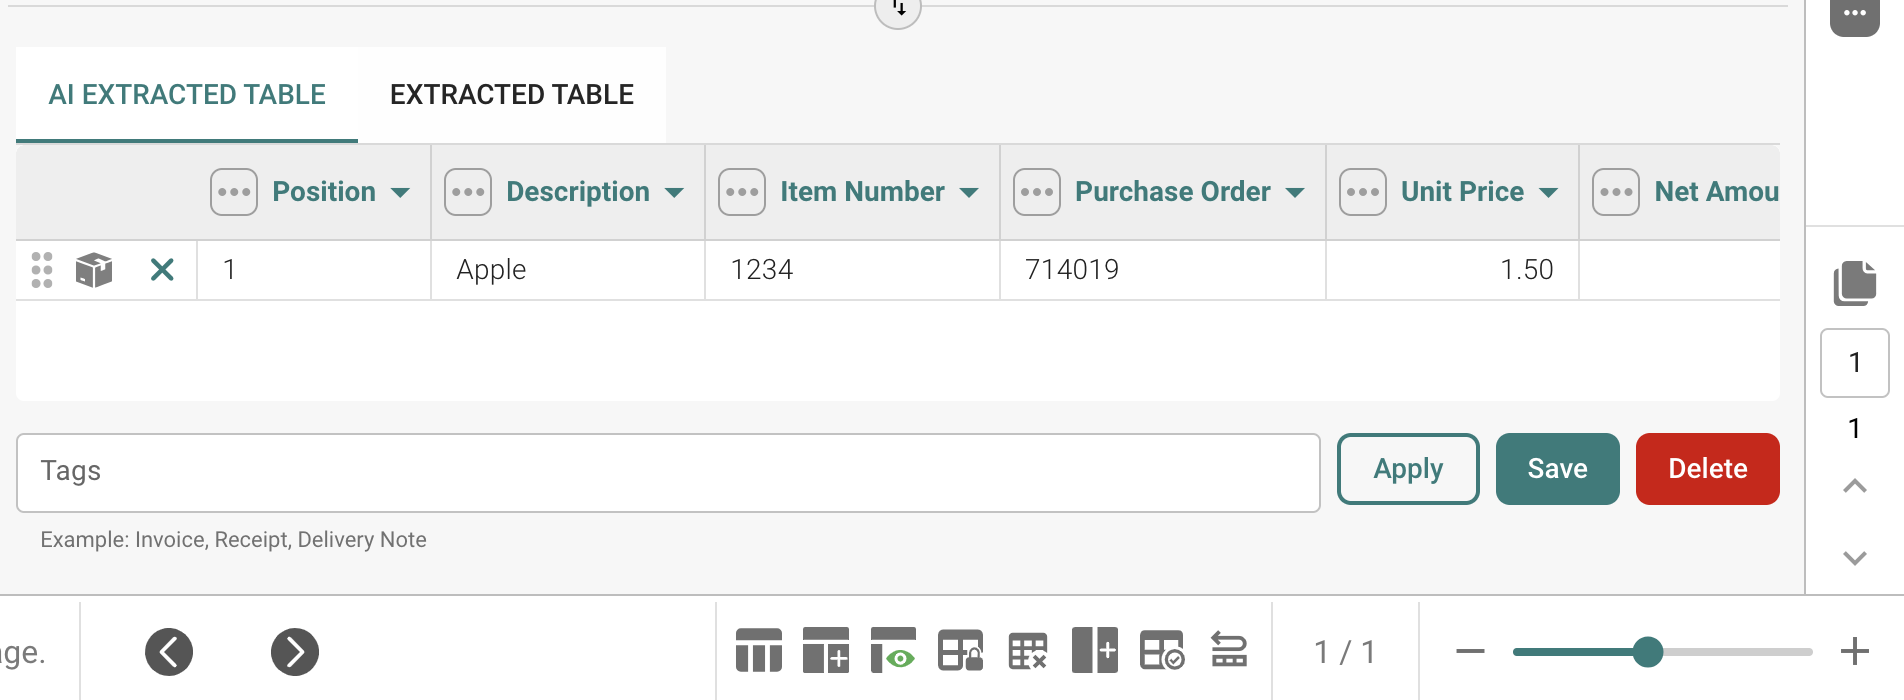 AI EXTRACTED TABLE EXTRACTED TABLE
Position Description Item Number Purchase Order Unit Price Net Amou
1 Apple 1234 714019 1.50
1
1
Tags Apply Save Delete
Example: Invoice, Receipt, Delivery Note
ge. 1 / 1